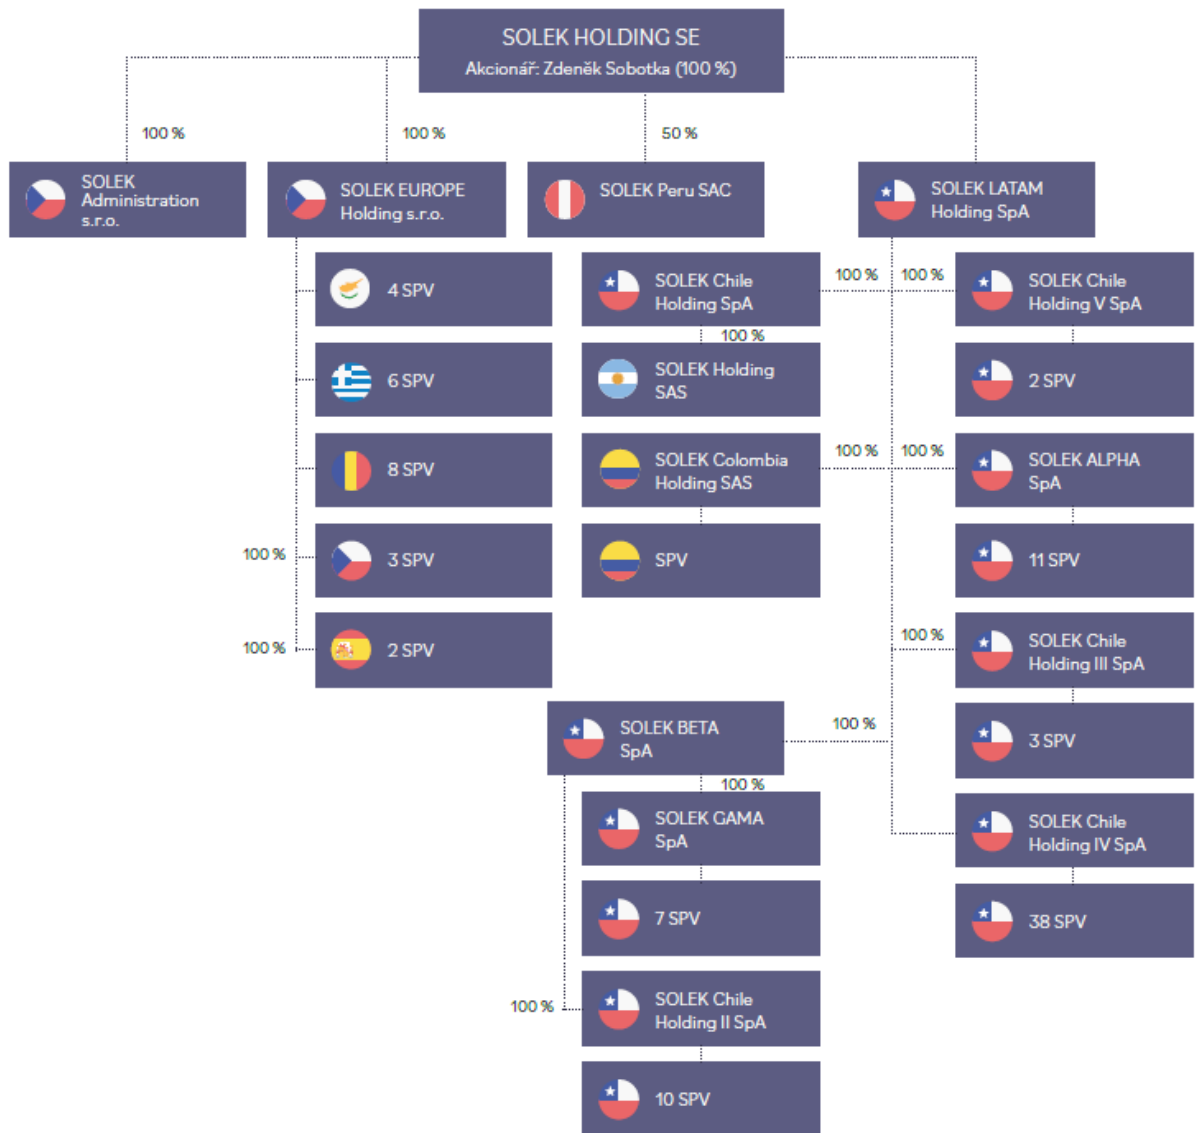 SOLEK HOLDING SE
Akcionář: Zdeněk Sobotka (100 %)
100 %
100 %
50 %
SOLEK
Administration
s.r.o.
SOLEK EUROPE
Holding s.r.o.
SOLEK Peru SAC
SOLEK LATAM
Holding SpA
4 SPV
6 SPV
8 SPV
100 %
3 SPV
100 %
2 SPV
SOLEK Chile
Holding SpA
100 %
100 %
SOLEK Chile
Holding V SpA
100 %
SOLEK Holding
SAS
2 SPV
SOLEK Colombia
Holding SAS
100 %
100 %
SOLEK ALPHA
SpA
SPV
11 SPV
100 %
SOLEK Chile
Holding III SpA
3 SPV
SOLEK BETA
SpA
100 %
100 %
SOLEK GAMA
SpA
SOLEK Chile
Holding IV SpA
7 SPV
38 SPV
100 %
SOLEK Chile
Holding II SpA
10 SPV